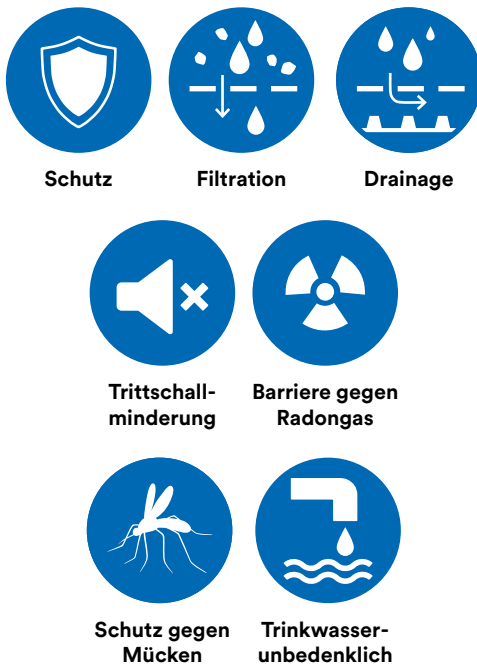 Schutz
Filtration
Drainage
Trittschall-
minderung
Barriere gegen
Radongas
Schutz gegen
Mücken
Trinkwasser-
unbedenklich